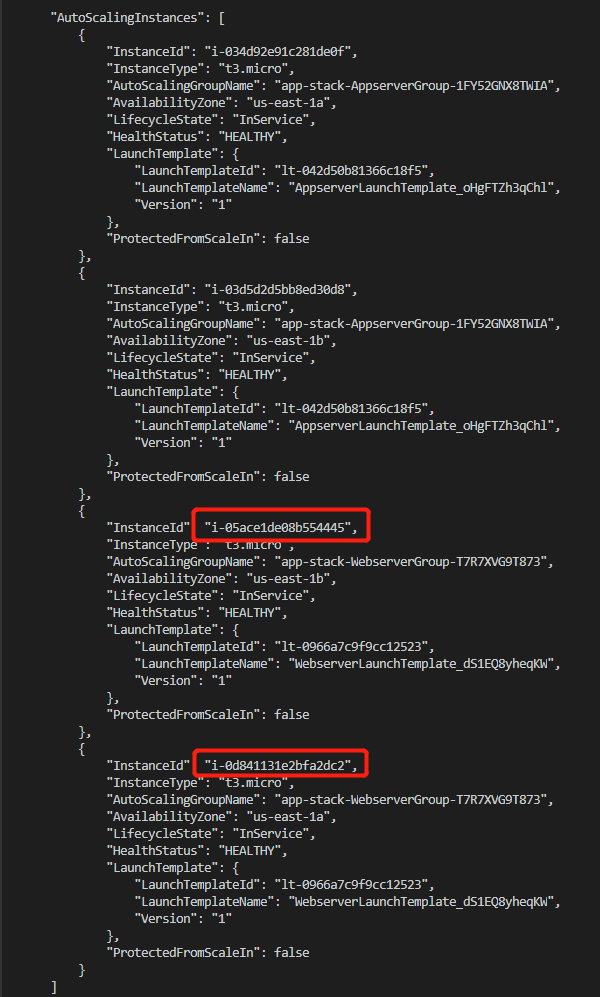 "AutoScalingInstances": [
{
"InstanceId": "i-034d92e91c281de0f",
"InstanceType": "t3.micro",
"AutoScalingGroupName": "app-stack-AppserverGroup-1FY52GNX8TWIA",
"AvailabilityZone": "us-east-1a",
"LifecycleState": "InService",
"HealthStatus": "HEALTHY",
"LaunchTemplate": {
"LaunchTemplateId": "lt-042d50b81366c18f5",
"LaunchTemplateName": "AppserverLaunchTemplate_oHgFTZh3qChl",
"Version": "1"
},
"ProtectedFromScaleIn": false
},
{
"InstanceId": "i-03d5d2d5bb8ed30d8",
"InstanceType": "t3.micro",
"AutoScalingGroupName": "app-stack-AppserverGroup-1FY52GNX8TWIA",
"AvailabilityZone": "us-east-1b",
"LifecycleState": "InService",
"HealthStatus": "HEALTHY",
"LaunchTemplate": {
"LaunchTemplateId": "lt-042d50b81366c18f5",
"LaunchTemplateName": "AppserverLaunchTemplate_oHgFTZh3qChl",
"Version": "1"
},
"ProtectedFromScaleIn": false
},
{
"InstanceId" "i-05ace1de08b554445",
"InstanceType": "t3.micro",
"AutoScalingGroupName": "app-stack-WebserverGroup-T7R7XVG9T873",
"AvailabilityZone": "us-east-1b",
"LifecycleState": "InService",
"HealthStatus": "HEALTHY",
"LaunchTemplate": {
"LaunchTemplateId": "lt-0966a7c9f9cc12523",
"LaunchTemplateName": "WebserverLaunchTemplate_dS1EQ8yheqKW",
"Version": "1"
},
"ProtectedFromScaleIn": false
},
{
"InstanceId" "i-0d841131e2bfa2dc2",
"InstanceType": "t3.micro",
"AutoScalingGroupName": "app-stack-WebserverGroup-T7R7XVG9T873",
"AvailabilityZone": "us-east-1a",
"LifecycleState": "InService",
"HealthStatus": "HEALTHY",
"LaunchTemplate": {
"LaunchTemplateId": "lt-0966a7c9f9cc12523",
"LaunchTemplateName": "WebserverLaunchTemplate_dS1EQ8yheqKW",
"Version": "1"
},
"ProtectedFromScaleIn": false
}
]